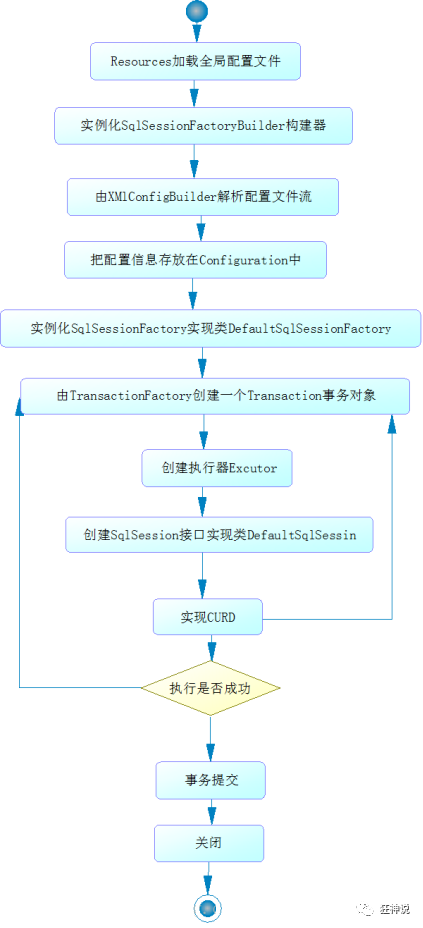 Resources加载全局配置文件
实例化SqlSessionFactoryBuilder构建器
由XMlConfigBuilder解析配置文件流
把配置信息存放在Configuration中
实例化SqlSessionFactory实现类DefaultSqlSessionFactory
由TransactionFactory创建一个Transaction事务对象
创建执行器Excutor
创建SqlSession接口实现类DefaultSqlSessin
实现CURD
执行是否成功
事务提交
关闭
狂神说